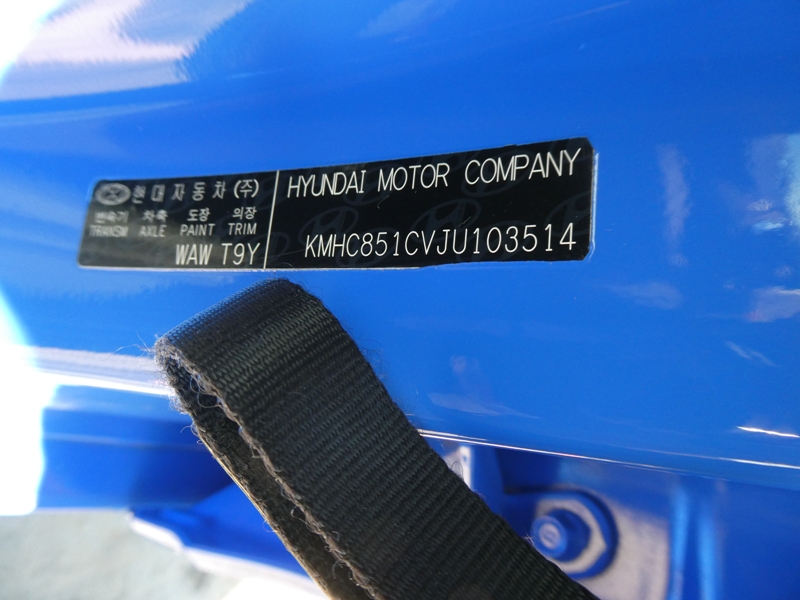 현대자동차(주)
변속기 차축 도장 의장
TRANSM AXLE PAINT TRIM
WAW T9Y
HYUNDAI MOTOR COMPANY
KMHC851CVJU103514